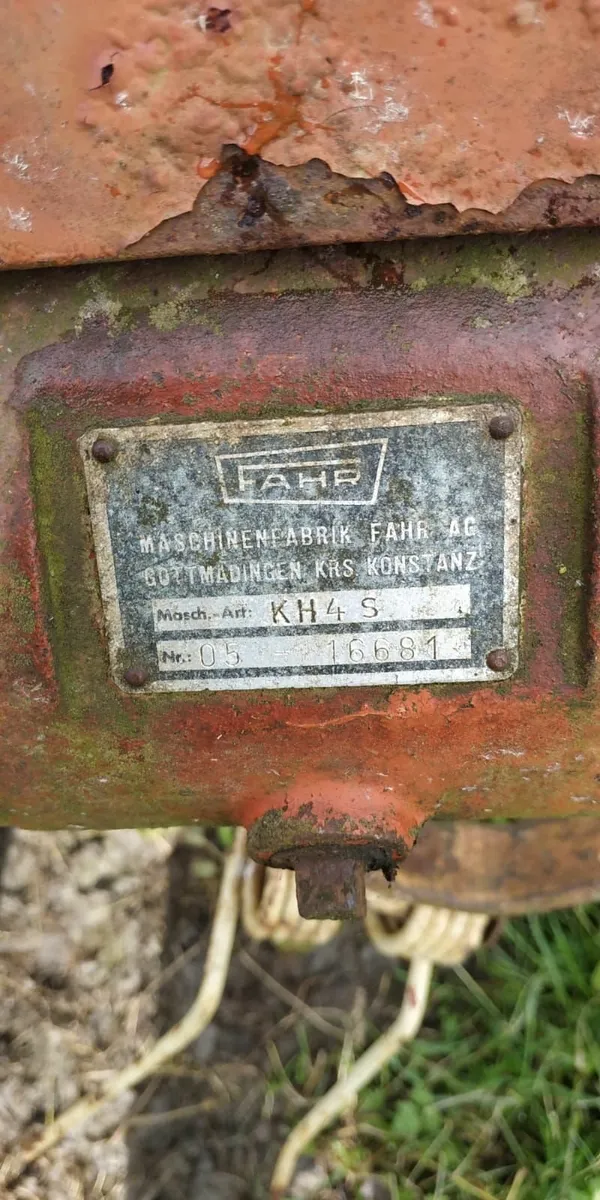 FAHR
MASCHINENFABRIK FAHR AG
GOTTMADINGEN KRS KONSTANZ
Masch.-Art: KH4S
Nr.: 05 - 16681